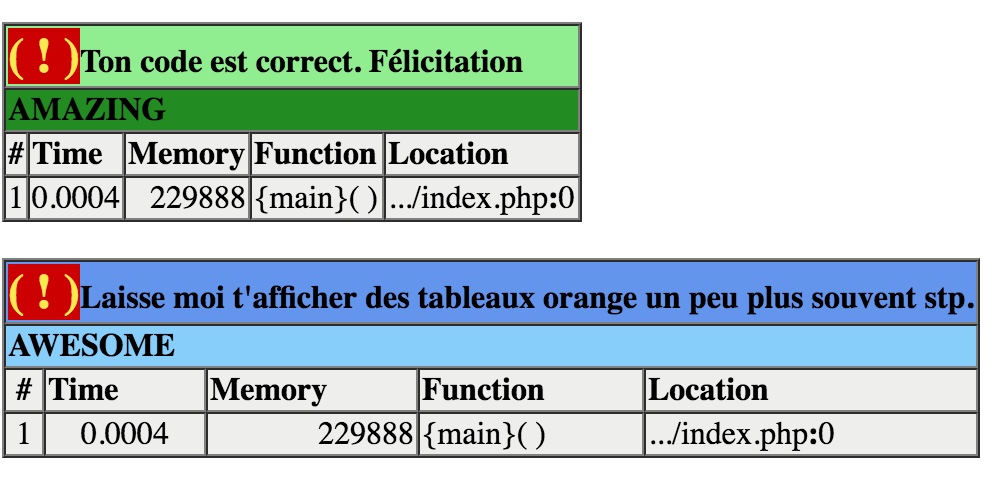 ( ! ) Ton code est correct. Félicitation
AMAZING
# Time Memory Function Location
1 0.0004 229888 {main}( ) .../index.php:0
( ! ) Laisse moi t'afficher des tableaux orange un peu plus souvent stp.
AWESOME
# Time Memory Function Location
1 0.0004 229888 {main}( ) .../index.php:0